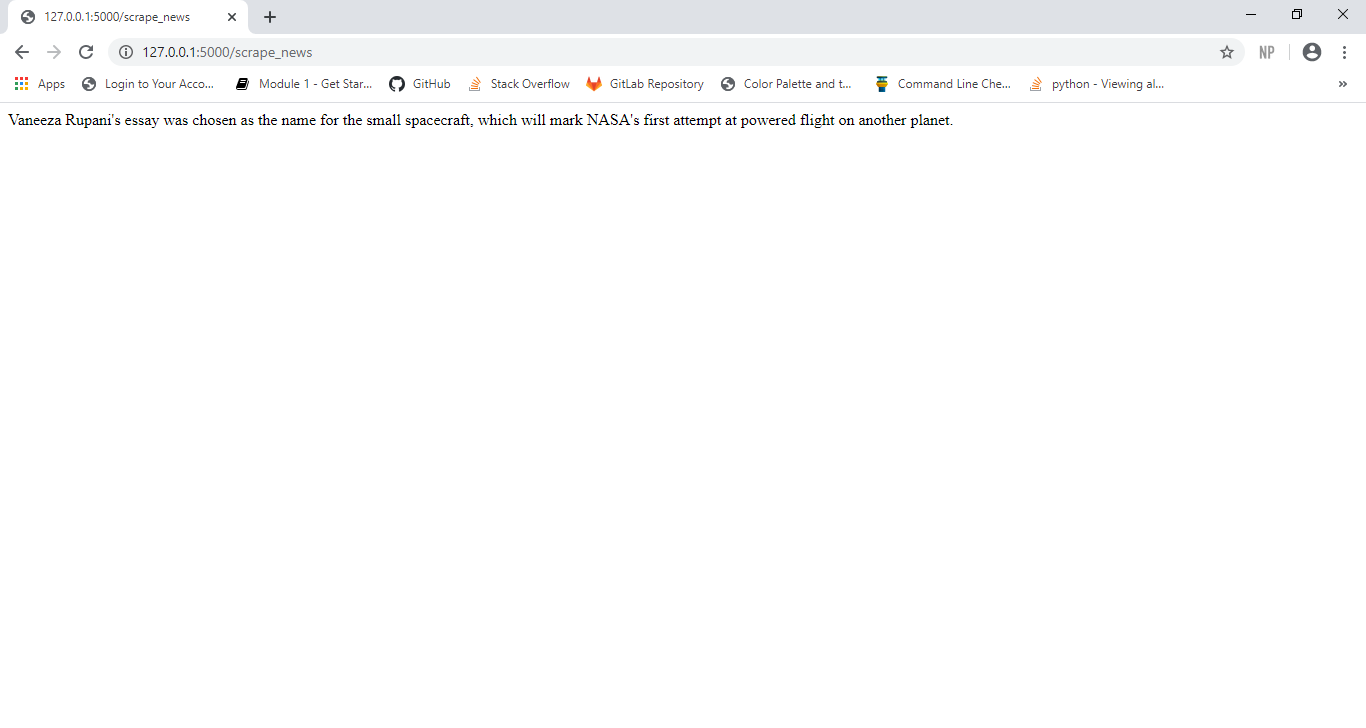 127.0.0.1:5000/scrape_news
127.0.0.1:5000/scrape_news NP
Apps Login to Your Acco... Module 1 - Get Star... GitHub Stack Overflow GitLab Repository Color Palette and t... Command Line Che... python - Viewing al... »
Vaneeza Rupani's essay was chosen as the name for the small spacecraft, which will mark NASA's first attempt at powered flight on another planet.